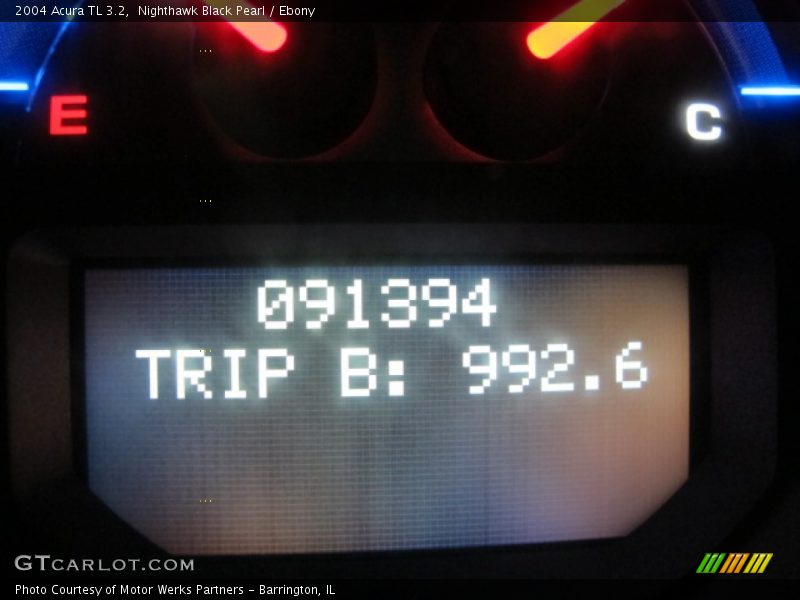 2004 Acura TL 3.2, Nighthawk Black Pearl / Ebony
E
C
091394
TRIP B: 992.6
GTCARLOT.COM
Photo Courtesy of Motor Werks Partners - Barrington, IL